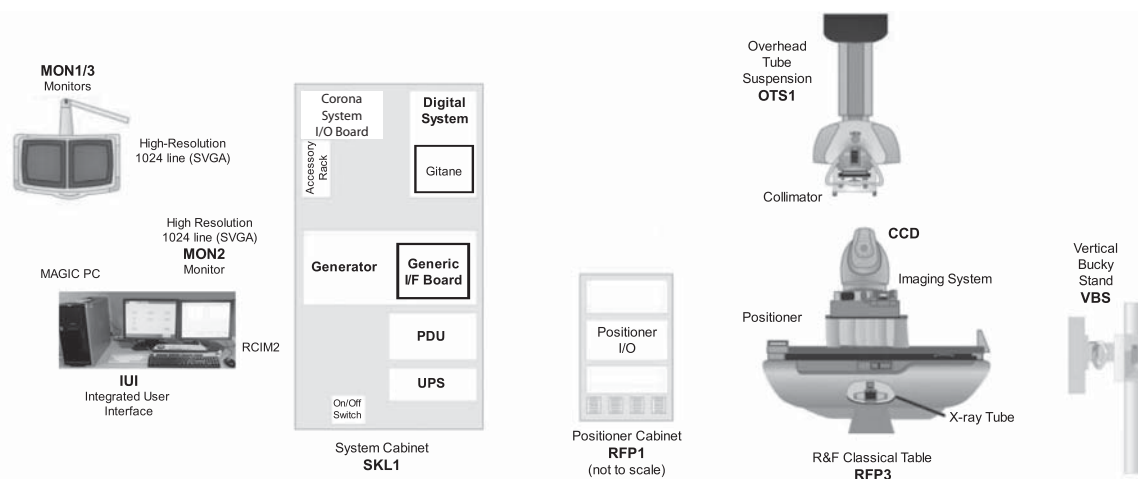 MON1/3
Monitors
High-Resolution
1024 line (SVGA)
High Resolution
1024 line (SVGA)
MON2
Monitor
MAGIC PC
RCIM2
IUI
Integrated User
Interface
Corona
System
I/O Board
Accessory
Rack
Digital
System
Gitane
Generator
Generic
I/F Board
PDU
UPS
On/Off
Switch
System Cabinet
SKL1
Positioner
I/O
Positioner Cabinet
RFP1
(not to scale)
Overhead
Tube
Suspension
OTS1
Collimator
CCD
Imaging System
Positioner
X-ray Tube
R&F Classical Table
RFP3
Vertical
Bucky
Stand
VBS